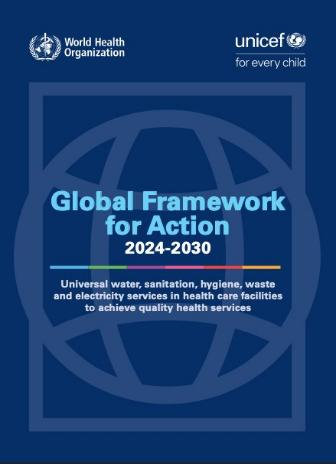 World Health
Organization
unicef
for every child
Global Framework
for Action
2024-2030
Universal water, sanitation, hygiene, waste
and electricity services in health care facilities
to achieve quality health services